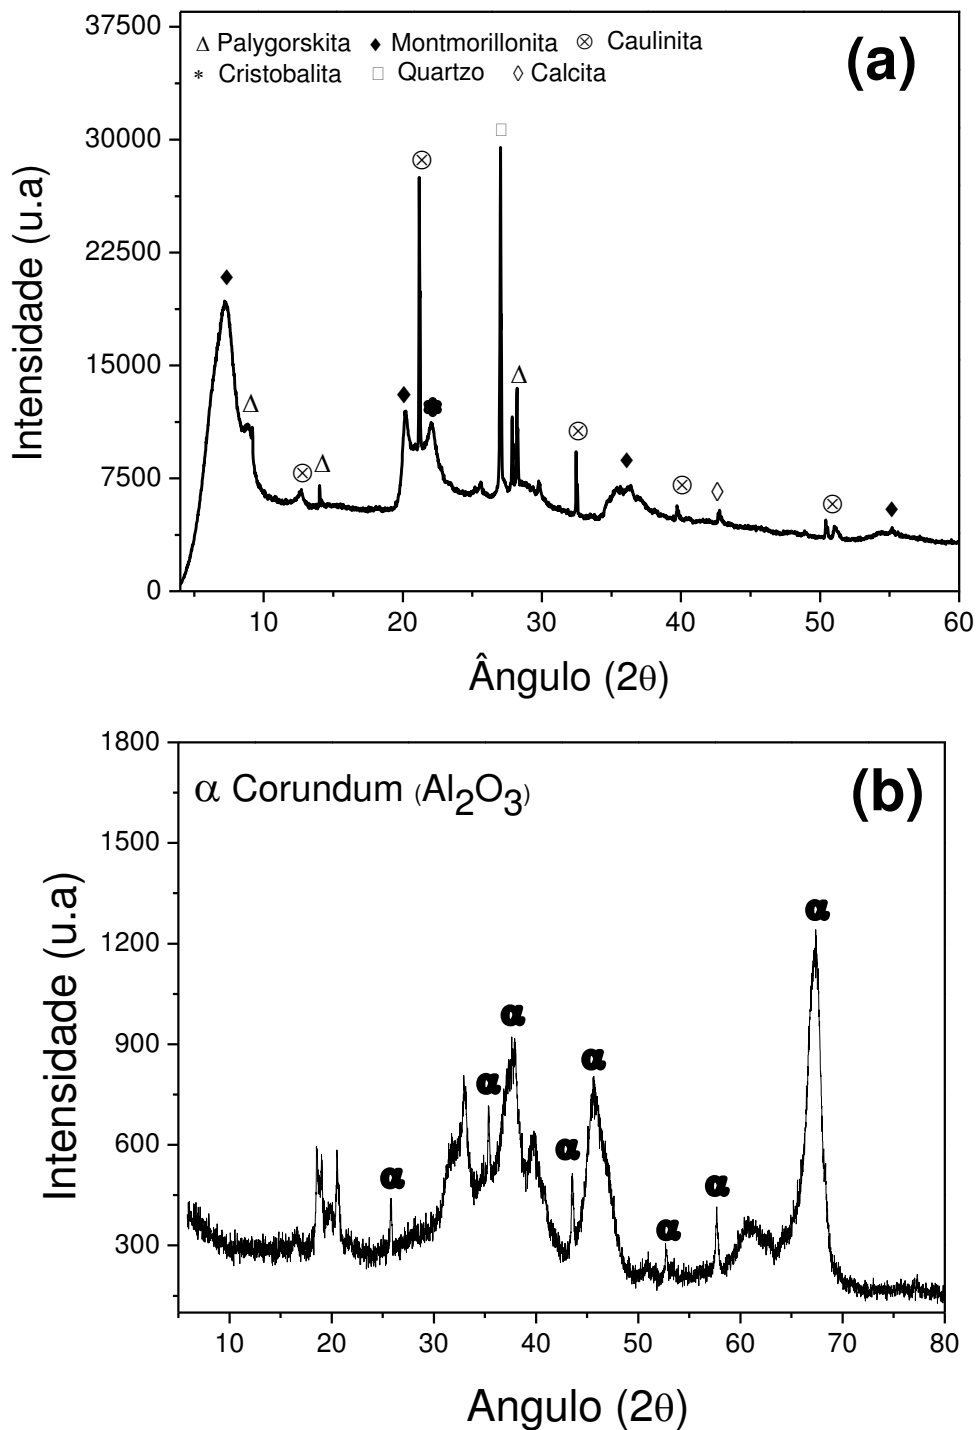 37500
30000
22500
15000
7500
0
Intensidade (u.a)
Δ Palygorskita ♦ Montmorillonita ⊗ Caulinita
* Cristobalita □ Quartzo ◊ Calcita
(a)
♦
Δ
⊗
Δ
♦
⊗
*
□
Δ
⊗
♦
⊗
◊
⊗
♦
10 20 30 40 50 60
Ângulo (2θ)
1800
1500
1200
900
600
300
Intensidade (u.a)
α Corundum (Al₂O₃)
(b)
α
α
α
α
α
α
α
α
10 20 30 40 50 60 70 80
Angulo (2θ)